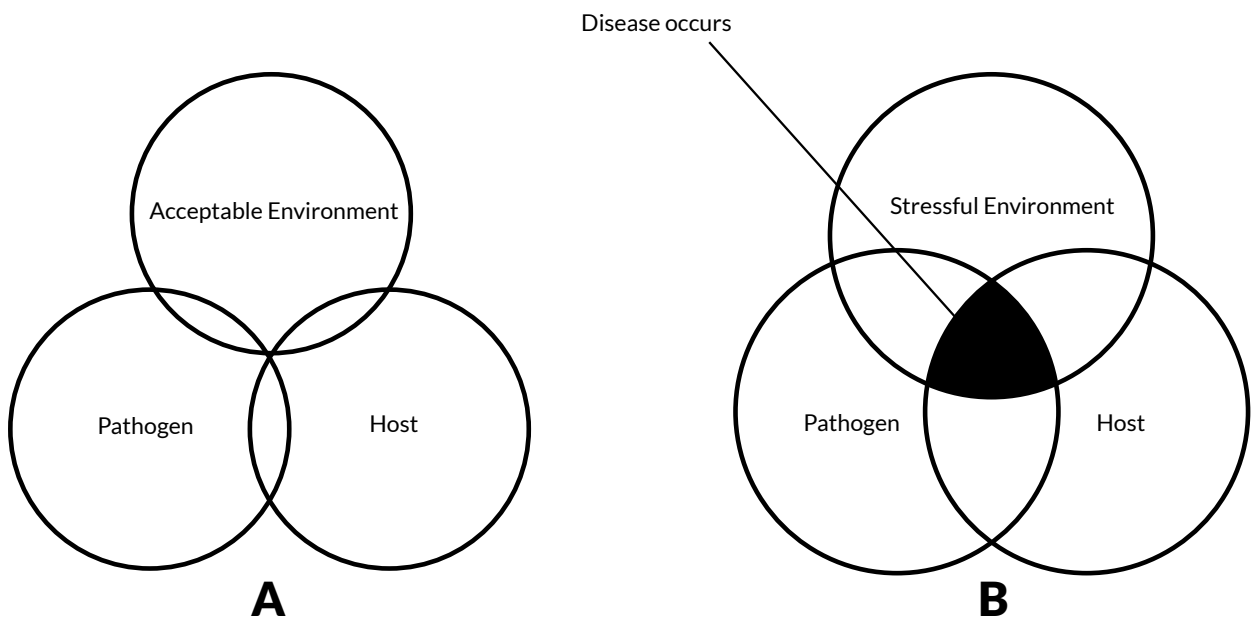 Disease occurs
Acceptable Environment
Pathogen
Host
A
Stressful Environment
Pathogen
Host
B